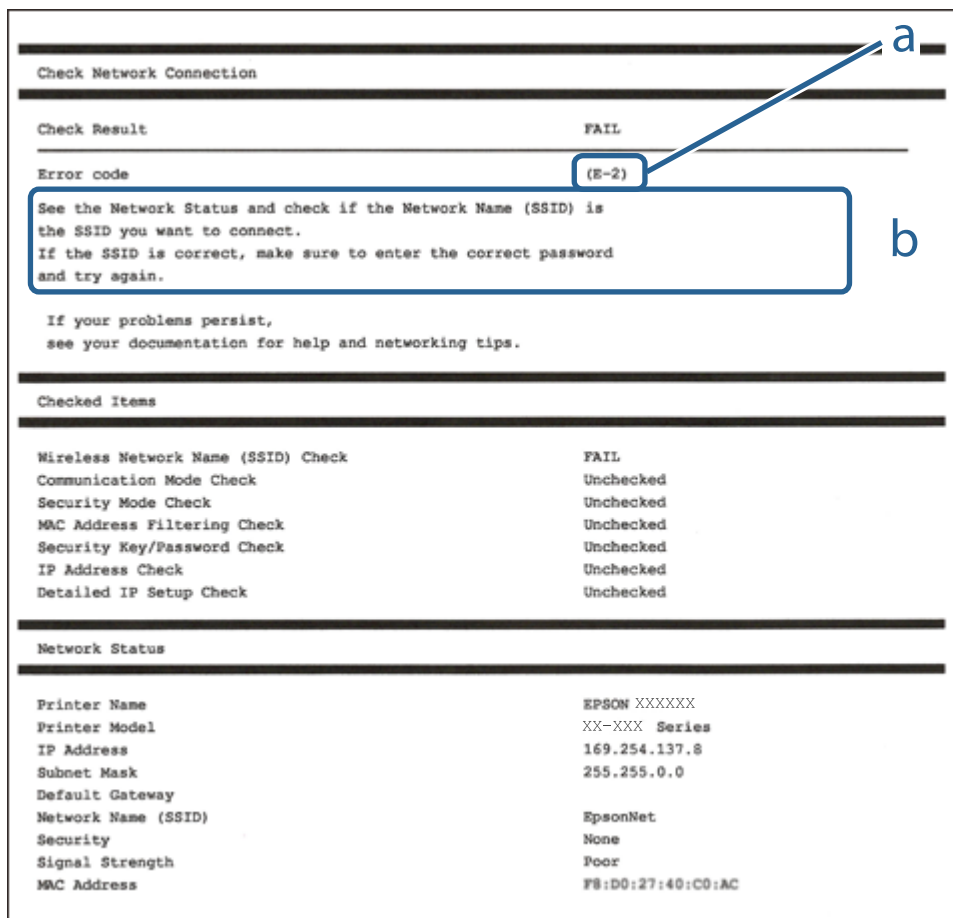 a
Check Network Connection
Check Result FAIL
Error code (E-2)
See the Network Status and check if the Network Name (SSID) is
the SSID you want to connect.
If the SSID is correct, make sure to enter the correct password
and try again.
b
If your problems persist,
see your documentation for help and networking tips.
Checked Items
Wireless Network Name (SSID) Check FAIL
Communication Mode Check Unchecked
Security Mode Check Unchecked
MAC Address Filtering Check Unchecked
Security Key/Password Check Unchecked
IP Address Check Unchecked
Detailed IP Setup Check Unchecked
Network Status
Printer Name EPSON XXXXXX
Printer Model XX-XXX Series
IP Address 169.254.137.8
Subnet Mask 255.255.0.0
Default Gateway
Network Name (SSID) EpsonNet
Security None
Signal Strength Poor
MAC Address F8:D0:27:40:C0:AC